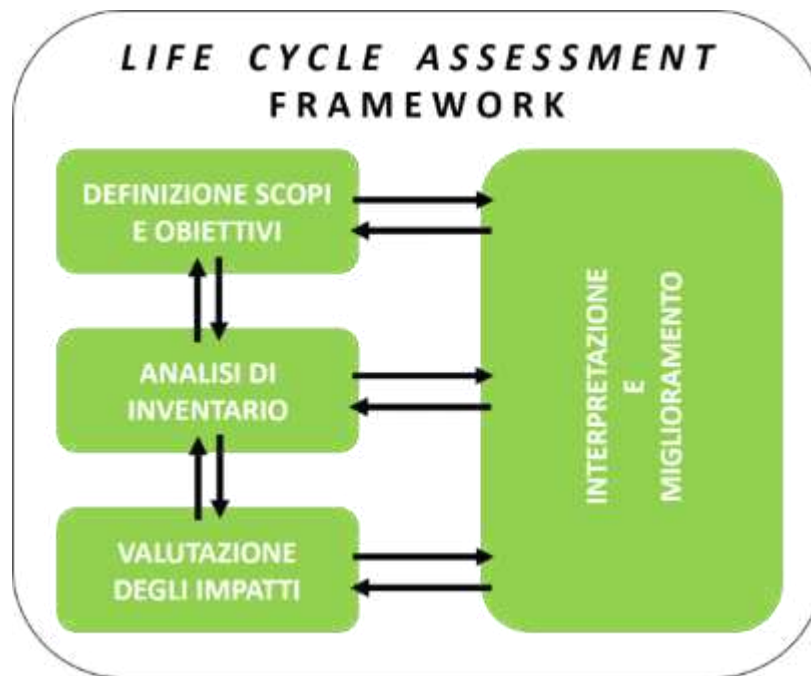 LIFE CYCLE ASSESSMENT
FRAMEWORK
DEFINIZIONE SCOPI
E OBIETTIVI
ANALISI DI
INVENTARIO
VALUTAZIONE
DEGLI IMPATTI
INTERPRETAZIONE
E
MIGLIORAMENTO